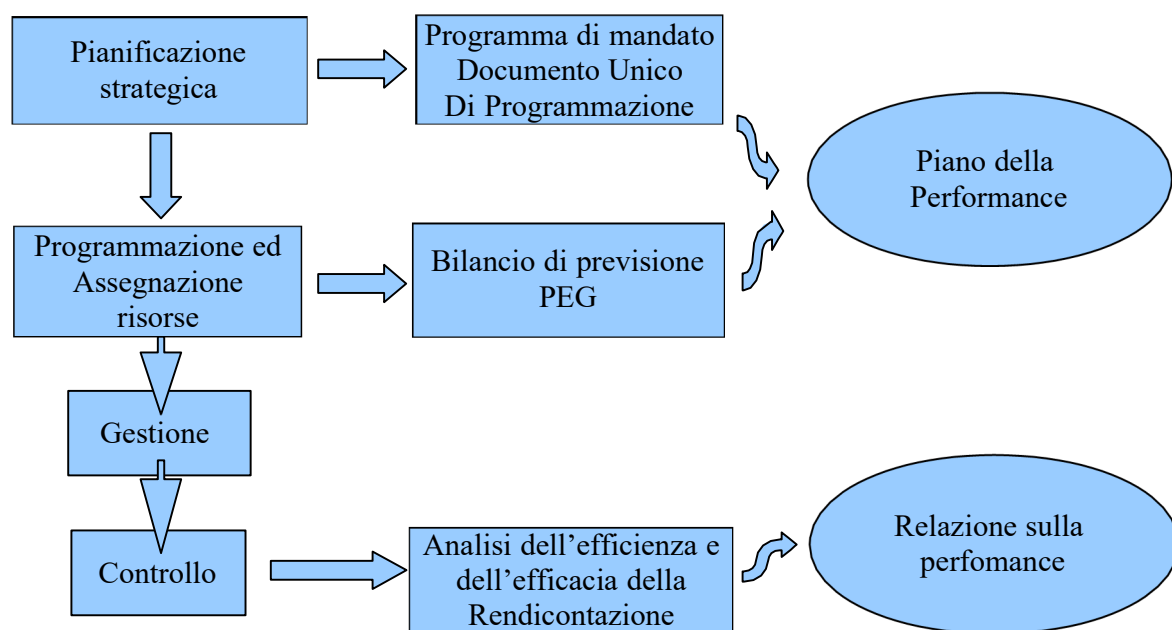 Pianificazione
strategica
Programma di mandato
Documento Unico
Di Programmazione
Piano della
Performance
Programmazione ed
Assegnazione
risorse
Bilancio di previsione
PEG
Gestione
Controllo
Analisi dell’efficienza e
dell’efficacia della
Rendicontazione
Relazione sulla
perfomance